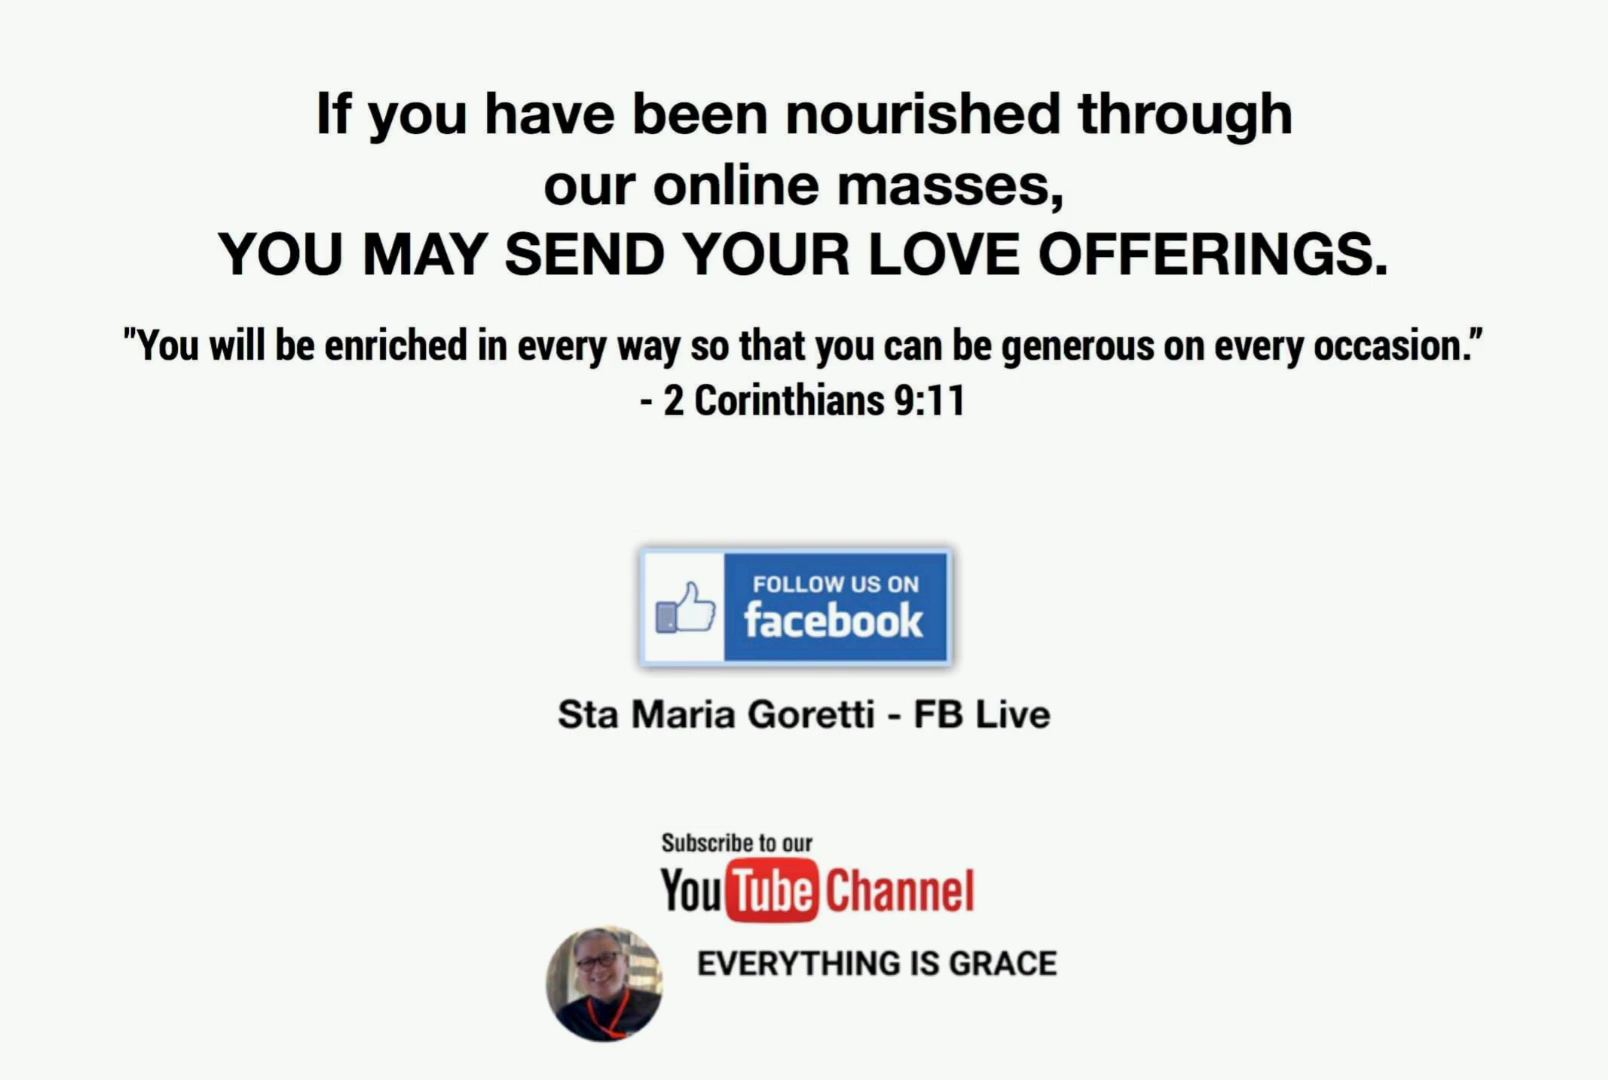 If you have been nourished through
our online masses,
YOU MAY SEND YOUR LOVE OFFERINGS.
"You will be enriched in every way so that you can be generous on every occasion.”
- 2 Corinthians 9:11
FOLLOW US ON
facebook
Sta Maria Goretti - FB Live
Subscribe to our
YouTube Channel
EVERYTHING IS GRACE